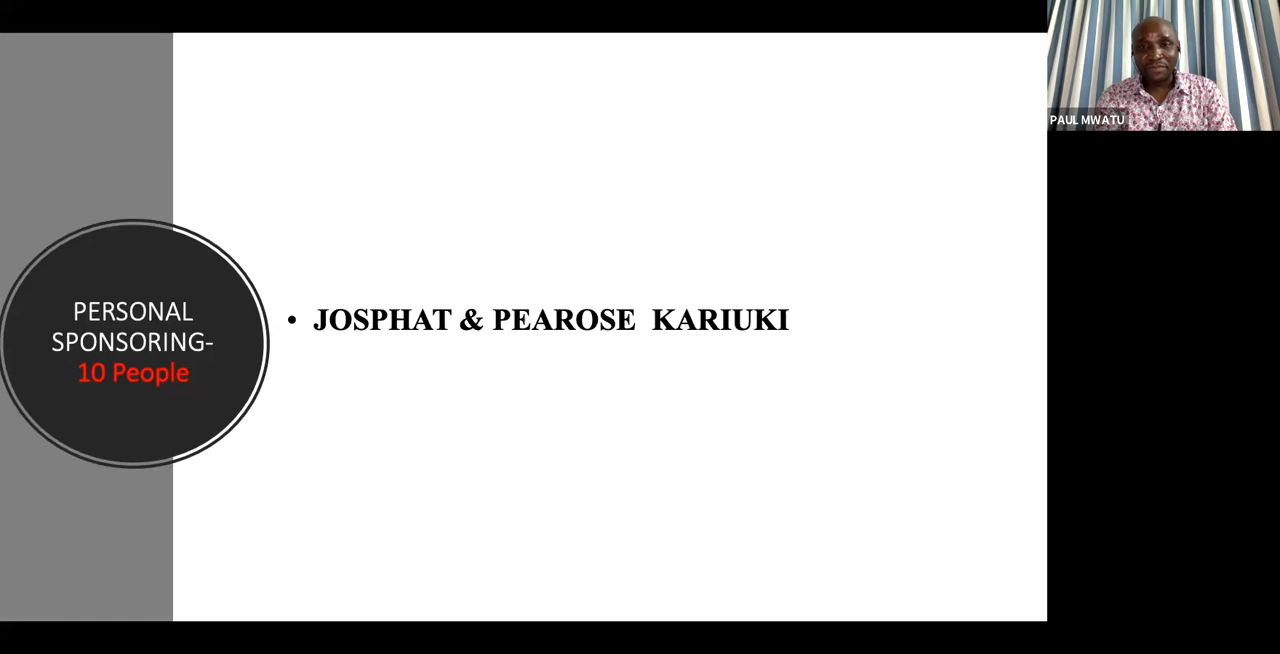 PERSONAL
SPONSORING-
10 People
• JOSPHAT & PEAROSE KARIUKI
PAUL MWATU